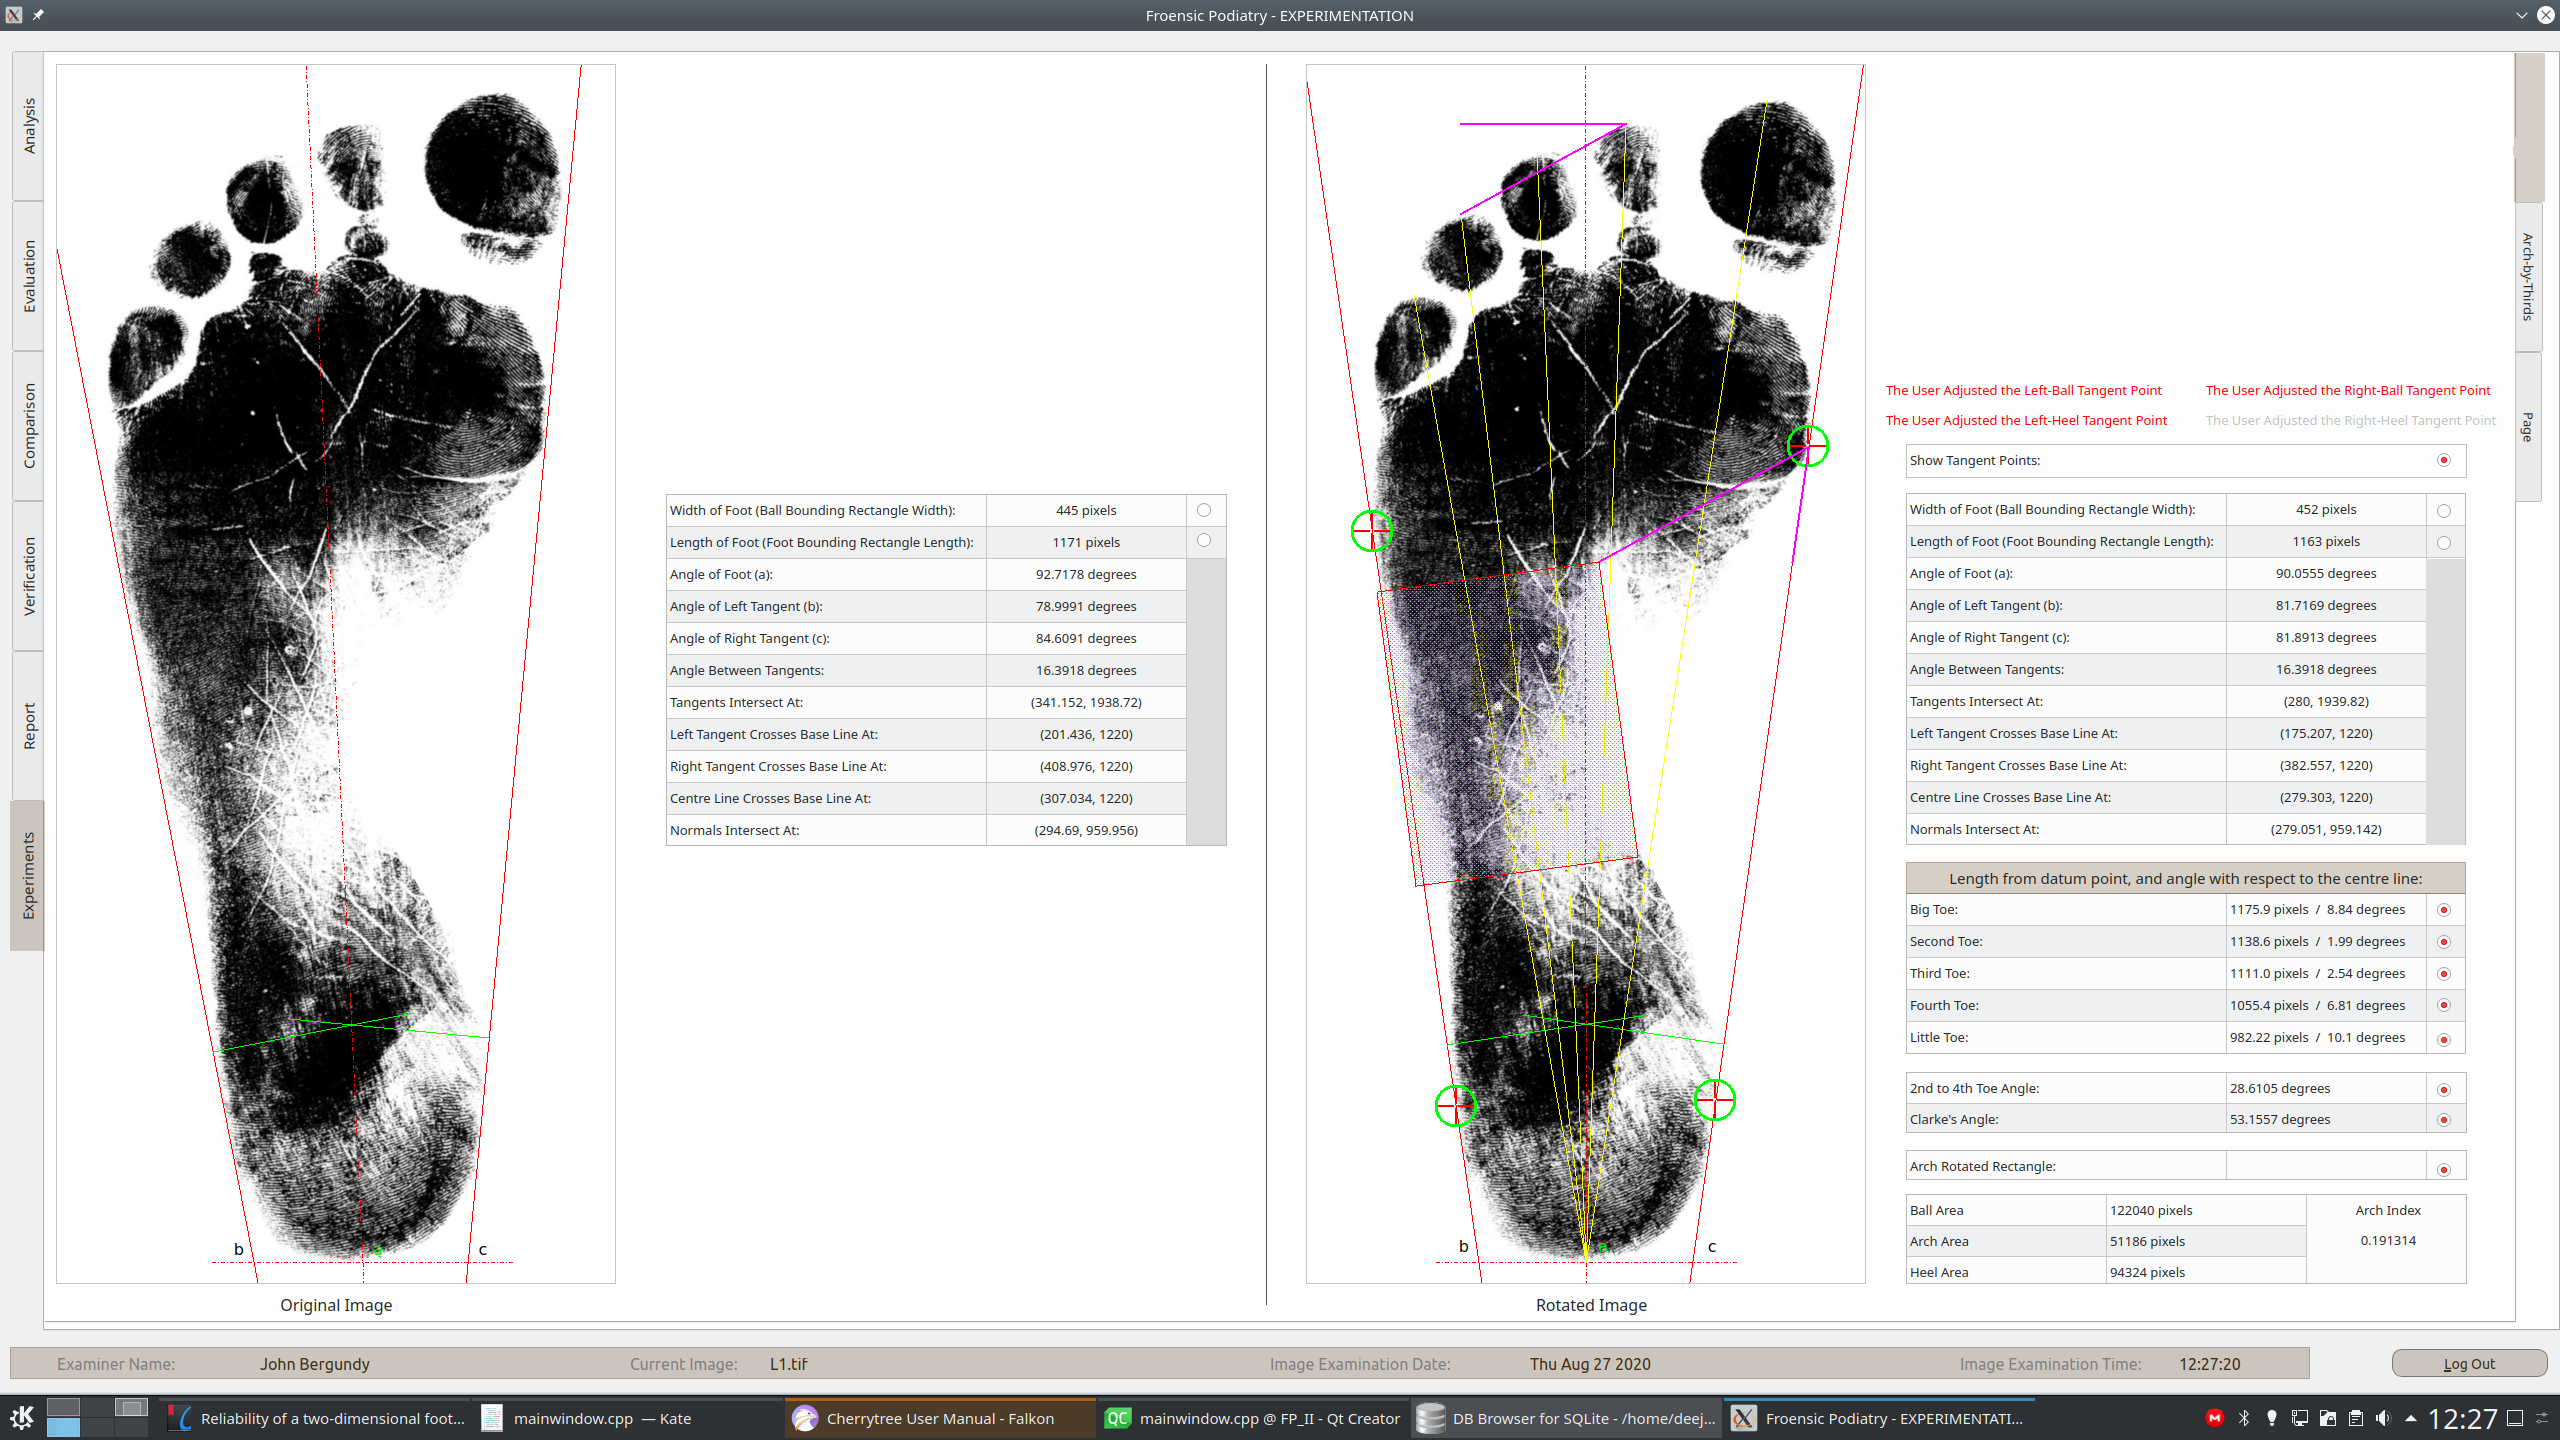 Froensic Podiatry - EXPERIMENTATION
Analysis
Evaluation
Comparison
Verification
Report
Experiments
b
a
c
Original Image
Width of Foot (Ball Bounding Rectangle Width): 445 pixels
Length of Foot (Foot Bounding Rectangle Length): 1171 pixels
Angle of Foot (a): 92.7178 degrees
Angle of Left Tangent (b): 78.9991 degrees
Angle of Right Tangent (c): 84.6091 degrees
Angle Between Tangents: 16.3918 degrees
Tangents Intersect At: (341.152, 1938.72)
Left Tangent Crosses Base Line At: (201.436, 1220)
Right Tangent Crosses Base Line At: (408.976, 1220)
Centre Line Crosses Base Line At: (307.034, 1220)
Normals Intersect At: (294.69, 959.956)
b
a
c
Rotated Image
The User Adjusted the Left-Ball Tangent Point The User Adjusted the Right-Ball Tangent Point
The User Adjusted the Left-Heel Tangent Point The User Adjusted the Right-Heel Tangent Point
Show Tangent Points:
Width of Foot (Ball Bounding Rectangle Width): 452 pixels
Length of Foot (Foot Bounding Rectangle Length): 1163 pixels
Angle of Foot (a): 90.0555 degrees
Angle of Left Tangent (b): 81.7169 degrees
Angle of Right Tangent (c): 81.8913 degrees
Angle Between Tangents: 16.3918 degrees
Tangents Intersect At: (280, 1939.82)
Left Tangent Crosses Base Line At: (175.207, 1220)
Right Tangent Crosses Base Line At: (382.557, 1220)
Centre Line Crosses Base Line At: (279.303, 1220)
Normals Intersect At: (279.051, 959.142)
Length from datum point, and angle with respect to the centre line:
Big Toe: 1175.9 pixels / 8.84 degrees
Second Toe: 1138.6 pixels / 1.99 degrees
Third Toe: 1111.0 pixels / 2.54 degrees
Fourth Toe: 1055.4 pixels / 6.81 degrees
Little Toe: 982.22 pixels / 10.1 degrees
2nd to 4th Toe Angle: 28.6105 degrees
Clarke's Angle: 53.1557 degrees
Arch Rotated Rectangle:
Ball Area 122040 pixels Arch Index
Arch Area 51186 pixels 0.191314
Heel Area 94324 pixels
Arch-by-Thirds
Page
Examiner Name: John Bergundy Current Image: L1.tif Image Examination Date: Thu Aug 27 2020 Image Examination Time: 12:27:20 Log Out
Reliability of a two-dimensional foot... mainwindow.cpp — Kate Cherrytree User Manual - Falkon QC mainwindow.cpp @ FP_II - Qt Creator DB Browser for SQLite - /home/deej... Froensic Podiatry - EXPERIMENTATI... M 12:27